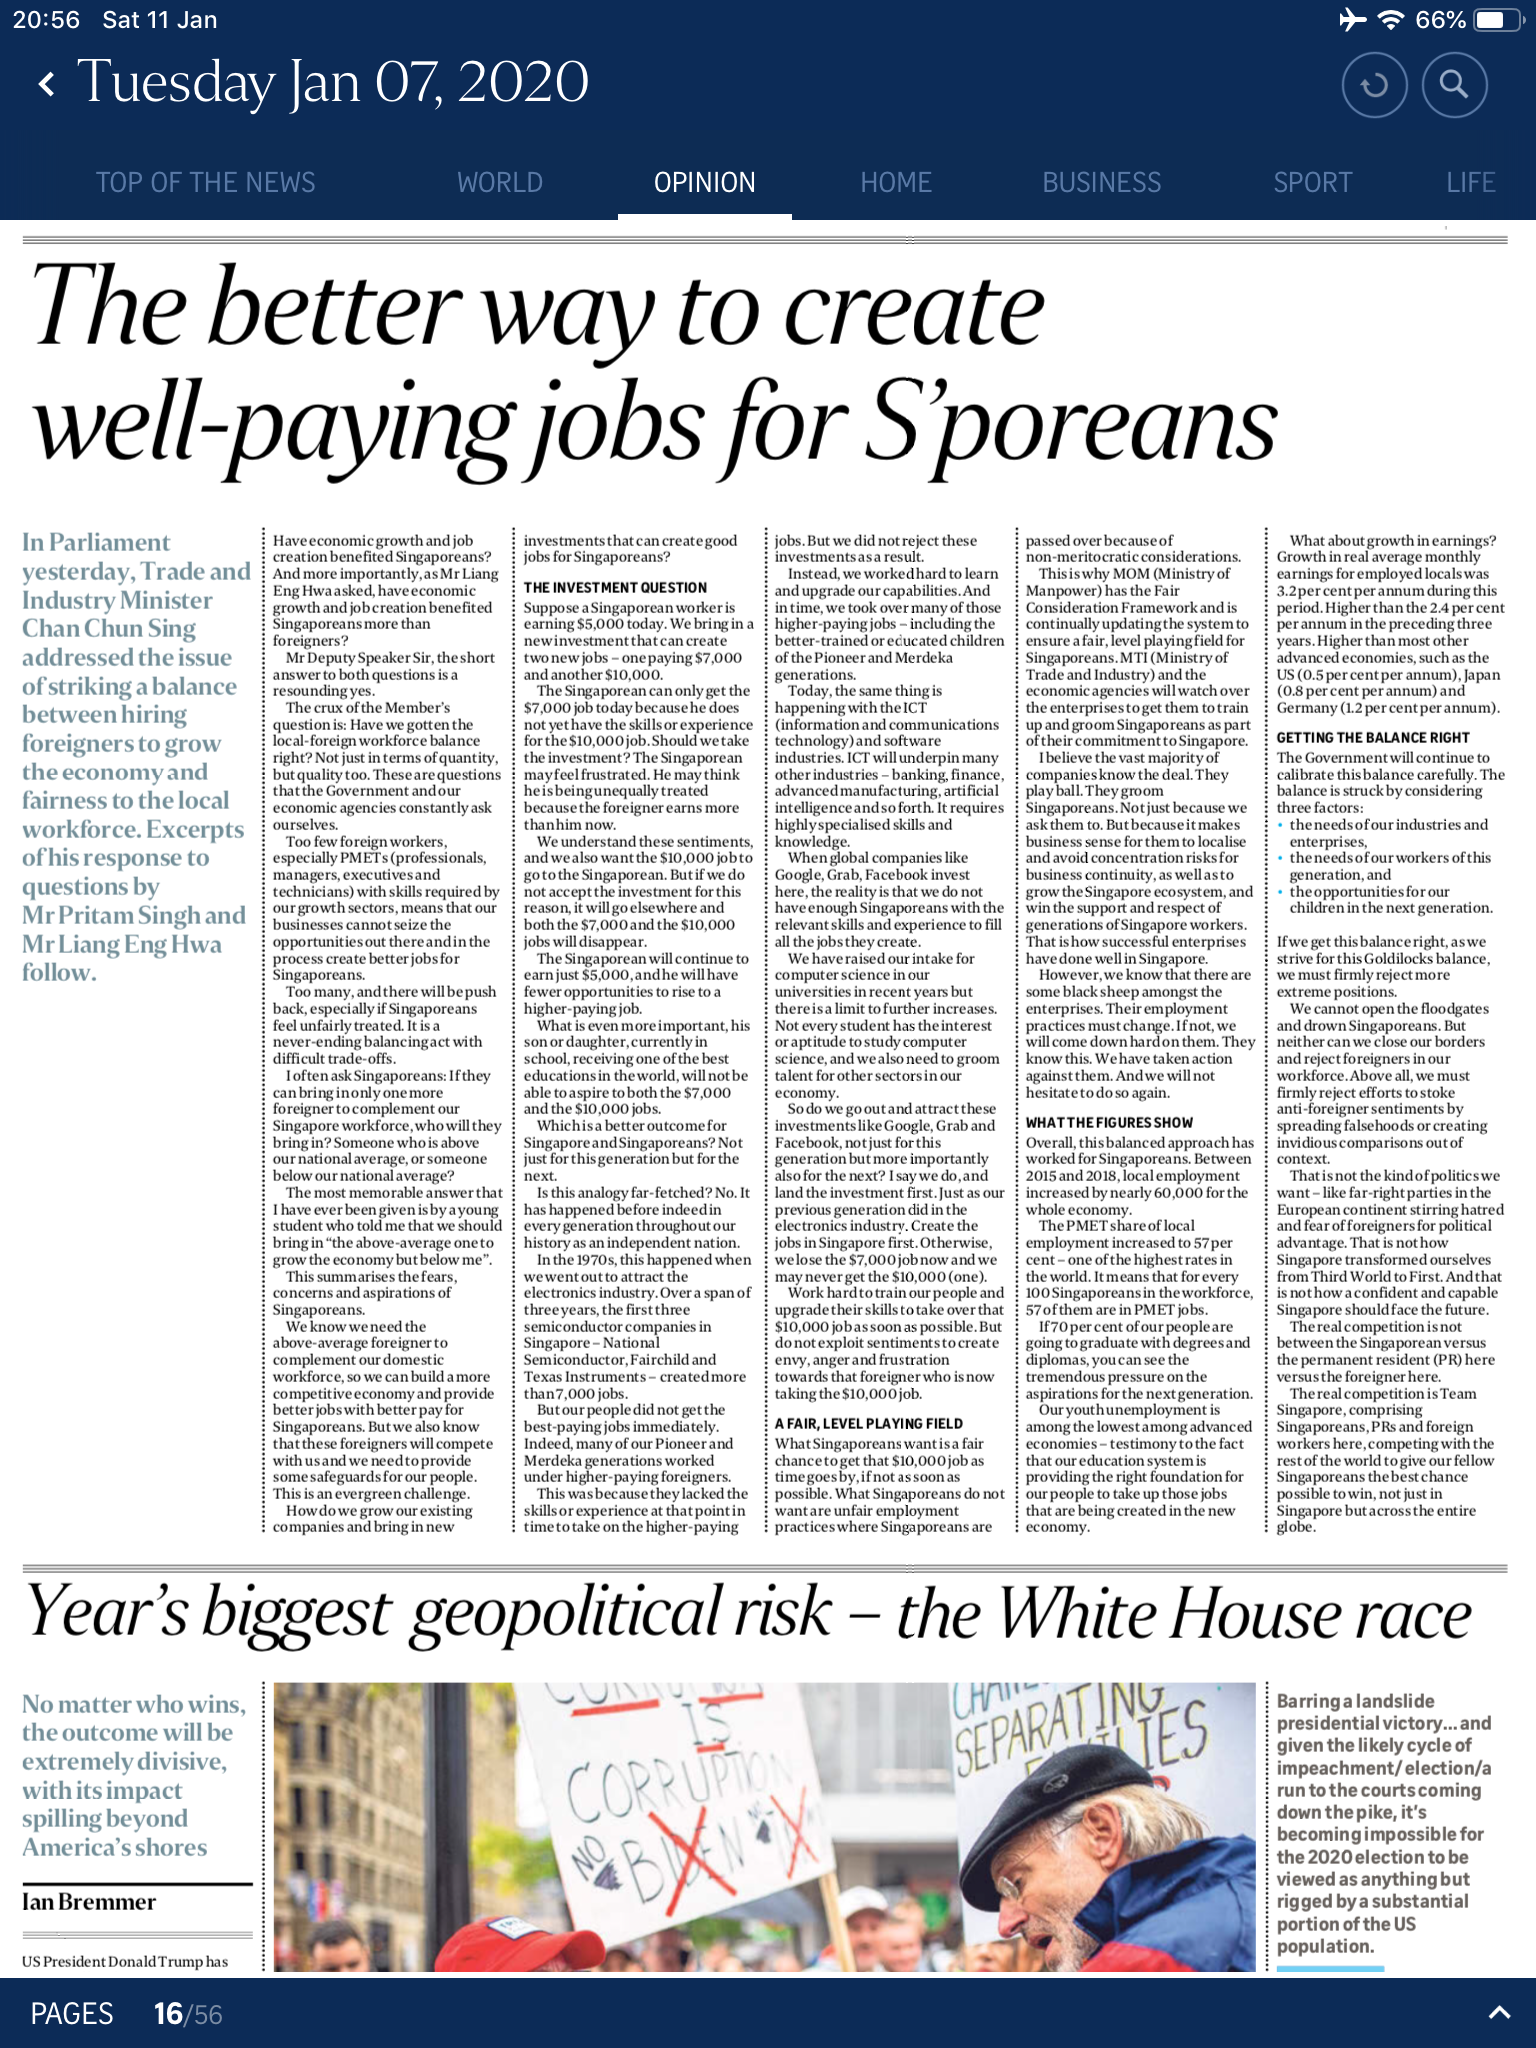 20:56 Sat 11 Jan
66%
Tuesday Jan 07, 2020
TOP OF THE NEWS WORLD OPINION HOME BUSINESS SPORT LIFE
The better way to create
well-paying jobs for S'poreans
In Parliament
yesterday, Trade and
Industry Minister
Chan Chun Sing
addressed the issue
of striking a balance
between hiring
foreigners to grow
the economy and
fairness to the local
workforce. Excerpts
of his response to
questions by
Mr Pritam Singh and
Mr Liang Eng Hwa
follow.
Have economic growth and job
creation benefited Singaporeans?
And more importantly, as Mr Liang
Eng Hwa asked, have economic
growth and job creation benefited
Singaporeans more than
foreigners?
Mr Deputy Speaker Sir, the short
answer to both questions is a
resounding yes.
The crux of the Member's
question is: Have we gotten the
local-foreign workforce balance
right? Not just in terms of quantity,
but quality too. These are questions
that the Government and our
economic agencies constantly ask
ourselves.
Too few foreign workers,
especially PMETs (professionals,
managers, executives and
technicians) with skills required by
our growth sectors, means that our
businesses cannot seize the
opportunities out there and in the
process create better jobs for
Singaporeans.
Too many, and there will be push
back, especially if Singaporeans
feel unfairly treated. It is a
never-ending balancing act with
difficult trade-offs.
I often ask Singaporeans: If they
can bring in only one more
foreigner to complement our
Singapore workforce, who will they
bring in? Someone who is above
our national average, or someone
below our national average?
The most memorable answer that
I have ever been given is by a young
student who told me that we should
bring in "the above-average one to
grow the economy but below me".
This summarises the fears,
concerns and aspirations of
Singaporeans.
We know we need the
above-average foreigner to
complement our domestic
workforce, so we can build a more
competitive economy and provide
better jobs with better pay for
Singaporeans. But we also know
that these foreigners will compete
with us and we need to provide
some safeguards for our people.
This is an evergreen challenge.
How do we grow our existing
companies and bring in new
investments that can create good
jobs for Singaporeans?
THE INVESTMENT QUESTION
Suppose a Singaporean worker is
earning $5,000 today. We bring in a
new investment that can create
two new jobs – one paying $7,000
and another $10,000.
The Singaporean can only get the
$7,000 job today because he does
not yet have the skills or experience
for the $10,000 job. Should we take
the investment? The Singaporean
may feel frustrated. He may think
he is being unequally treated
because the foreigner earns more
than him now.
We understand these sentiments,
and we also want the $10,000 job to
go to the Singaporean. But if we do
not accept the investment for this
reason, it will go elsewhere and
both the $7,000 and the $10,000
jobs will disappear.
The Singaporean will continue to
earn just $5,000, and he will have
fewer opportunities to rise to a
higher-paying job.
What is even more important, his
son or daughter, currently in
school, receiving one of the best
educations in the world, will not be
able to aspire to both the $7,000
and the $10,000 jobs.
Which is a better outcome for
Singapore and Singaporeans? Not
just for this generation but for the
next.
Is this analogy far-fetched? No. It
has happened before indeed in
every generation throughout our
history as an independent nation.
In the 1970s, this happened when
we went out to attract the
electronics industry. Over a span of
three years, the first three
semiconductor companies in
Singapore – National
Semiconductor, Fairchild and
Texas Instruments – created more
than 7,000 jobs.
But our people did not get the
best-paying jobs immediately.
Indeed, many of our Pioneer and
Merdeka generations worked
under higher-paying foreigners.
This was because they lacked the
skills or experience at that point in
time to take on the higher-paying
jobs. But we did not reject these
investments as a result.
Instead, we worked hard to learn
and upgrade our capabilities. And
in time, we took over many of those
higher-paying jobs – including the
better-trained or educated children
of the Pioneer and Merdeka
generations.
Today, the same thing is
happening with the ICT
(information and communications
technology) and software
industries. ICT will underpin many
other industries – banking, finance,
advanced manufacturing, artificial
intelligence and so forth. It requires
highly specialised skills and
knowledge.
When global companies like
Google, Grab, Facebook invest
here, the reality is that we do not
have enough Singaporeans with the
relevant skills and experience to fill
all the jobs they create.
We have raised our intake for
computer science in our
universities in recent years but
there is a limit to further increases.
Not every student has the interest
or aptitude to study computer
science, and we also need to groom
talent for other sectors in our
economy.
So do we go out and attract these
investments like Google, Grab and
Facebook, not just for this
generation but more importantly
also for the next? I say we do, and
land the investment first. Just as our
previous generation did in the
electronics industry. Create the
jobs in Singapore first. Otherwise,
we lose the $7,000 job now and we
may never get the $10,000 (one).
Work hard to train our people and
upgrade their skills to take over that
$10,000 job as soon as possible. But
do not exploit sentiments to create
envy, anger and frustration
towards that foreigner who is now
taking the $10,000 job.
A FAIR, LEVEL PLAYING FIELD
What Singaporeans want is a fair
chance to get that $10,000 job as
time goes by, if not as soon as
possible. What Singaporeans do not
want are unfair employment
practices where Singaporeans are
passed over because of
non-meritocratic considerations.
This is why MOM (Ministry of
Manpower) has the Fair
Consideration Framework and is
continually updating the system to
ensure a fair, level playing field for
Singaporeans. MTI (Ministry of
Trade and Industry) and the
economic agencies will watch over
the enterprises to get them to train
up and groom Singaporeans as part
of their commitment to Singapore.
I believe the vast majority of
companies know the deal. They
play ball. They groom
Singaporeans. Not just because we
ask them to. But because it makes
business sense for them to localise
and avoid concentration risks for
business continuity, as well as to
grow the Singapore ecosystem, and
win the support and respect of
generations of Singapore workers.
That is how successful enterprises
have done well in Singapore.
However, we know that there are
some black sheep amongst the
enterprises. Their employment
practices must change. If not, we
will come down hard on them. They
know this. We have taken action
against them. And we will not
hesitate to do so again.
WHAT THE FIGURES SHOW
Overall, this balanced approach has
worked for Singaporeans. Between
2015 and 2018, local employment
increased by nearly 60,000 for the
whole economy.
The PMET share of local
employment increased to 57 per
cent – one of the highest rates in
the world. It means that for every
100 Singaporeans in the workforce,
57 of them are in PMET jobs.
If 70 per cent of our people are
going to graduate with degrees and
diplomas, you can see the
tremendous pressure on the
aspirations for the next generation.
Our youth unemployment is
among the lowest among advanced
economies – testimony to the fact
that our education system is
providing the right foundation for
our people to take up those jobs
that are being created in the new
economy.
What about growth in earnings?
Growth in real average monthly
earnings for employed locals was
3.2 per cent per annum during this
period. Higher than the 2.4 per cent
per annum in the preceding three
years. Higher than most other
advanced economies, such as the
US (0.5 per cent per annum), Japan
(0.8 per cent per annum) and
Germany (1.2 per cent per annum).
GETTING THE BALANCE RIGHT
The Government will continue to
calibrate this balance carefully. The
balance is struck by considering
three factors:
• the needs of our industries and
enterprises,
• the needs of our workers of this
generation, and
• the opportunities for our
children in the next generation.
If we get this balance right, as we
strive for this Goldilocks balance,
we must firmly reject more
extreme positions.
We cannot open the floodgates
and drown Singaporeans. But
neither can we close our borders
and reject foreigners in our
workforce. Above all, we must
firmly reject efforts to stoke
anti-foreigner sentiments by
spreading falsehoods or creating
invidious comparisons out of
context.
That is not the kind of politics we
want – like far-right parties in the
European continent stirring hatred
and fear of foreigners for political
advantage. That is not how
Singapore transformed ourselves
from Third World to First. And that
is not how a confident and capable
Singapore should face the future.
The real competition is not
between the Singaporean versus
the permanent resident (PR) here
versus the foreigner here.
The real competition is Team
Singapore, comprising
Singaporeans, PRs and foreign
workers here, competing with the
rest of the world to give our fellow
Singaporeans the best chance
possible to win, not just in
Singapore but across the entire
globe.
Year's biggest geopolitical risk – the White House race
No matter who wins,
the outcome will be
extremely divisive,
with its impact
spilling beyond
America's shores
Ian Bremmer
US President Donald Trump has
IS
CORRUPTION
NO BIDEN
SEPARATING
FAMILIES
Barring a landslide
presidential victory... and
given the likely cycle of
impeachment/ election/a
run to the courts coming
down the pike, it's
becoming impossible for
the 2020 election to be
viewed as anything but
rigged by a substantial
portion of the US
population.
PAGES 16/56